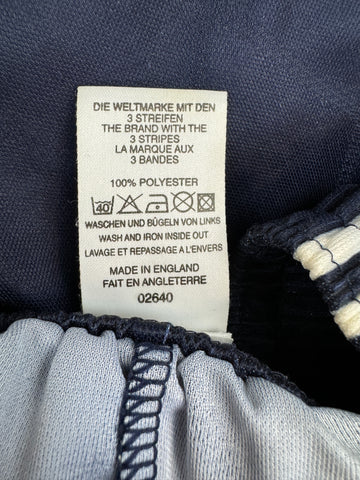 DIE WELTMARKE MIT DEN
3 STREIFEN
THE BRAND WITH THE
3 STRIPES
LA MARQUE AUX
3 BANDES
100% POLYESTER
40
WASCHEN UND BÜGELN VON LINKS
WASH AND IRON INSIDE OUT
LAVAGE ET REPASSAGE A L'ENVERS
MADE IN ENGLAND
FAIT EN ANGLETERRE
02640